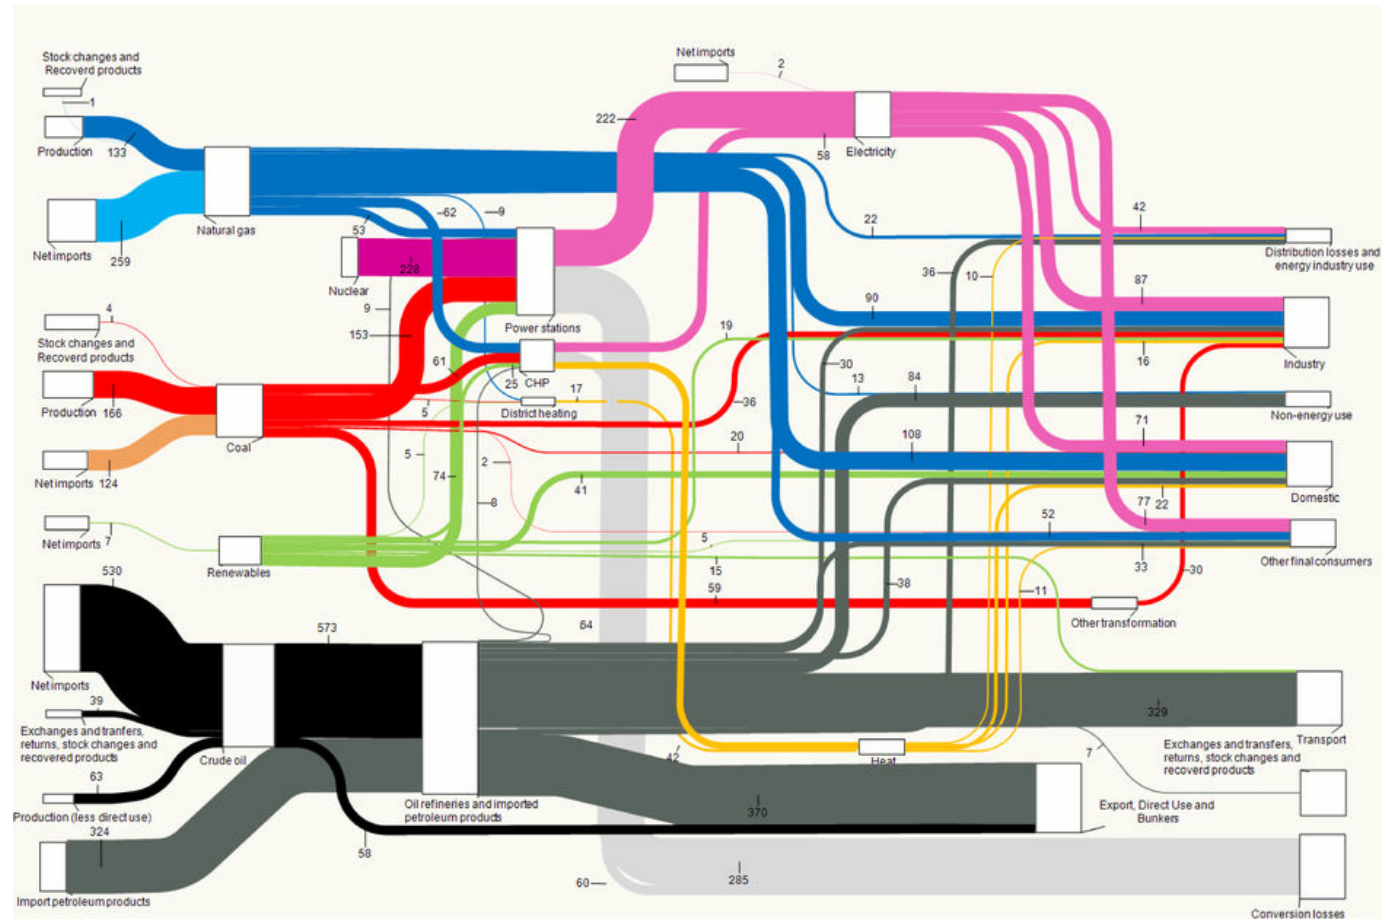 Stock changes and
Recoverd products
1
Production
133
Net imports
259
Natural gas
Net imports
2
222
58
Electricity
62
9
53
Nuclear
228
Power stations
9
153
4
Stock changes and
Recoverd products
Production
166
Net imports
124
Coal
61
25
CHP
17
District heating
5
36
20
5
2
74
41
8
Net imports
7
Renewables
5
15
59
19
30
13
84
108
22
36
10
42
Distribution losses and
energy industry use
90
87
16
Industry
Non-energy use
71
Domestic
22
77
52
33
Other final consumers
30
11
38
Other transformation
530
Net imports
39
Exchanges and tranfers,
returns, stock changes and
recovered products
63
Production (less direct use)
324
Import petroleum products
573
Crude oil
64
Oil refineries and imported
petroleum products
58
42
Heat
370
329
Transport
7
Exchanges and transfers,
returns, stock changes and
recoverd products
Export, Direct Use and
Bunkers
60
285
Conversion losses